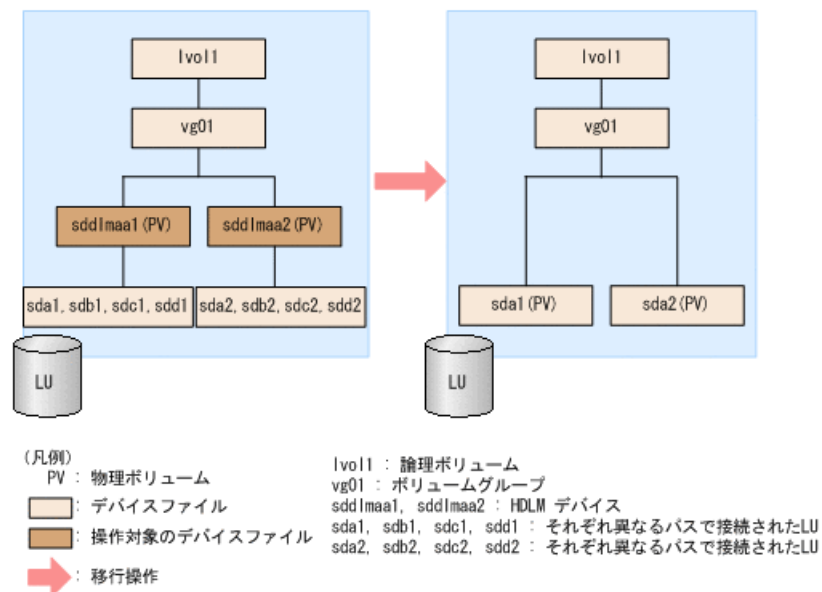 lvol1
lvol1
vg01
vg01
sddlmaa1(PV)
sddlmaa2(PV)
sda1, sdb1, sdc1, sdd1
sda2, sdb2, sdc2, sdd2
sda1(PV)
sda2(PV)
LU
LU
(凡例)
PV : 物理ボリューム
: デバイスファイル
: 操作対象のデバイスファイル
: 移行操作
lvol1 : 論理ボリューム
vg01 : ボリュームグループ
sddlmaa1, sddlmaa2 : HDLM デバイス
sda1, sdb1, sdc1, sdd1 : それぞれ異なるパスで接続されたLU
sda2, sdb2, sdc2, sdd2 : それぞれ異なるパスで接続されたLU